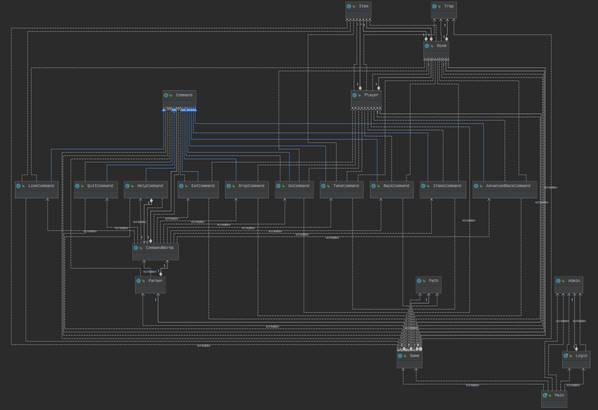 Item
Trap
Room
Command
Player
LookCommand
QuitCommand
HelpCommand
EatCommand
DropCommand
GoCommand
TakeCommand
BackCommand
ItemsCommand
AdvancedBackCommand
CommandWords
Parser
Path
Admin
Game
Login
Main